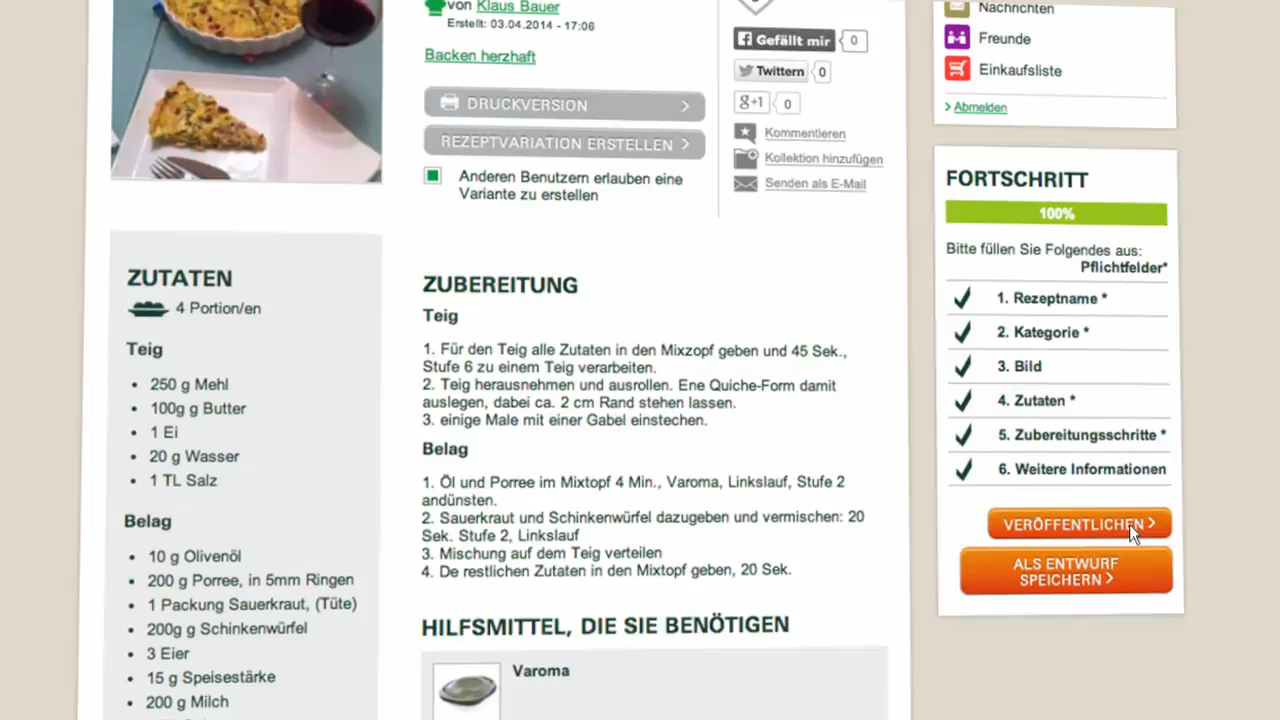 von Klaus Bauer
Erstellt: 03.04.2014 - 17:06
Backen herzhaft
DRUCKVERSION
REZEPTVARIATION ERSTELLEN
Anderen Benutzern erlauben eine
Variante zu erstellen
Gefällt mir 0
Twittern 0
g+1 0
Kommentieren
Kollektion hinzufügen
Senden als E-Mail
Nachrichten
Freunde
Einkaufsliste
Abmelden
ZUTATEN
4 Portion/en
Teig
• 250 g Mehl
• 100g g Butter
• 1 Ei
• 20 g Wasser
• 1 TL Salz
Belag
• 10 g Olivenöl
• 200 g Porree, in 5mm Ringen
• 1 Packung Sauerkraut, (Tüte)
• 200g g Schinkenwürfel
• 3 Eier
• 15 g Speisestärke
• 200 g Milch
ZUBEREITUNG
Teig
1. Für den Teig alle Zutaten in den Mixzopf geben und 45 Sek.,
Stufe 6 zu einem Teig verarbeiten.
2. Teig herausnehmen und ausrollen. Ene Quiche-Form damit
auslegen, dabei ca. 2 cm Rand stehen lassen.
3. einige Male mit einer Gabel einstechen.
Belag
1. Öl und Porree im Mixtopf 4 Min., Varoma, Linkslauf, Stufe 2
andünsten.
2. Sauerkraut und Schinkenwürfel dazugeben und vermischen: 20
Sek. Stufe 2, Linkslauf
3. Mischung auf dem Teig verteilen
4. De restlichen Zutaten in den Mixtopf geben, 20 Sek.
HILFSMITTEL, DIE SIE BENÖTIGEN
Varoma
FORTSCHRITT
100%
Bitte füllen Sie Folgendes aus:
Pflichtfelder*
1. Rezeptname *
2. Kategorie *
3. Bild
4. Zutaten *
5. Zubereitungsschritte *
6. Weitere Informationen
VERÖFFENTLICHEN
ALS ENTWURF
SPEICHERN